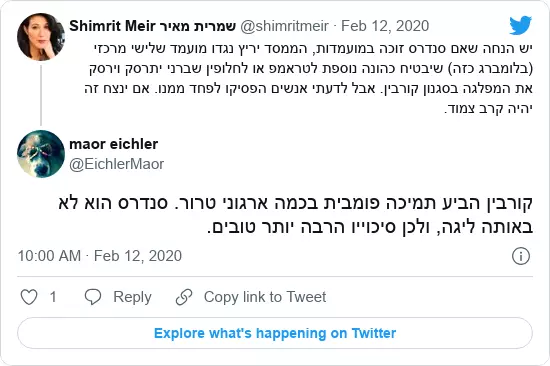 Shimrit Meir שמרית מאיר @shimritmeir · Feb 12, 2020
יש הנחה שאם סנדרס זוכה במועמדות, הממסד יריץ נגדו מועמד שלישי מרכזי
(בלומברג כזה) שיבטיח כהונה נוספת לטראמפ או לחלופין שברני יתרסק וירסק
את המפלגה בסגנון קורבין. אבל לדעתי אנשים הפסיקו לפחד ממנו. אם ינצח זה
יהיה קרב צמוד.
maor eichler
@EichlerMaor
קורבין הביע תמיכה פומבית בכמה ארגוני טרור. סנדרס הוא לא
באותה ליגה, ולכן סיכוייו הרבה יותר טובים.
10:00 AM · Feb 12, 2020
1 Reply Copy link to Tweet
Explore what's happening on Twitter